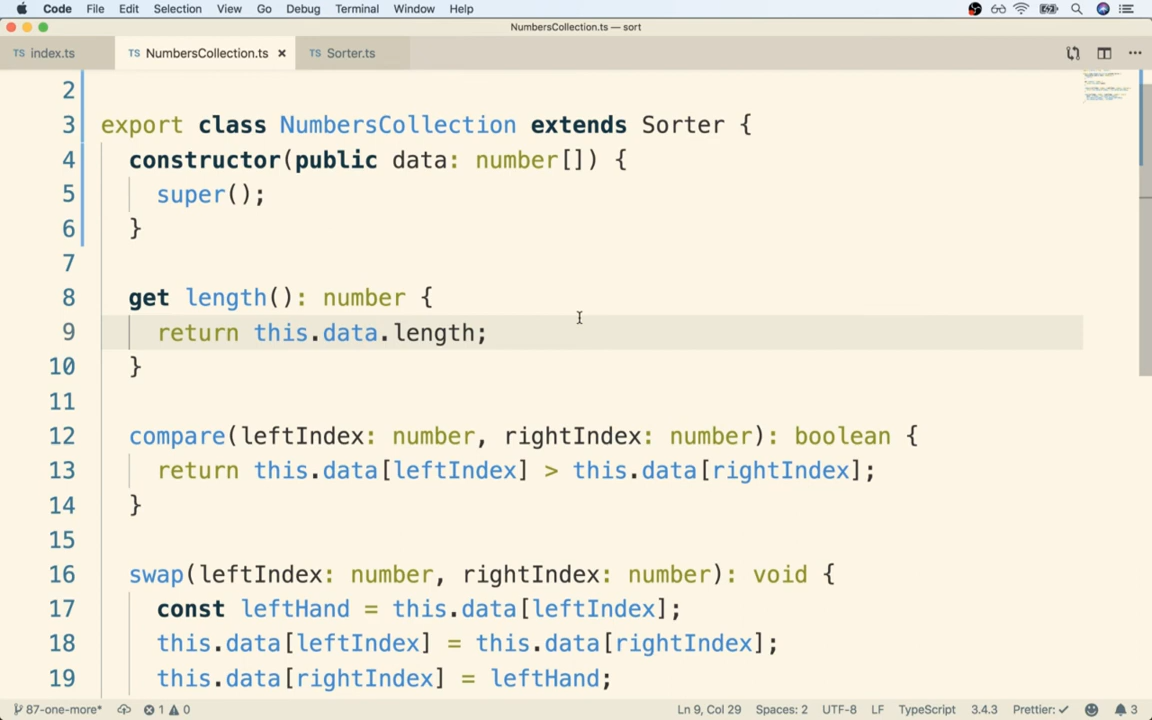 Code File Edit Selection View Go Debug Terminal Window Help
NumbersCollection.ts — sort
TS index.ts TS NumbersCollection.ts × TS Sorter.ts
2
3 export class NumbersCollection extends Sorter {
4 constructor(public data: number[]) {
5 super();
6 }
7
8 get length(): number {
9 return this.data.length;
10 }
11
12 compare(leftIndex: number, rightIndex: number): boolean {
13 return this.data[leftIndex] > this.data[rightIndex];
14 }
15
16 swap(leftIndex: number, rightIndex: number): void {
17 const leftHand = this.data[leftIndex];
18 this.data[leftIndex] = this.data[rightIndex];
19 this.data[rightIndex] = leftHand;
87-one-more* 1 0 Ln 9, Col 29 Spaces: 2 UTF-8 LF TypeScript 3.4.3 Prettier: ✓ 3